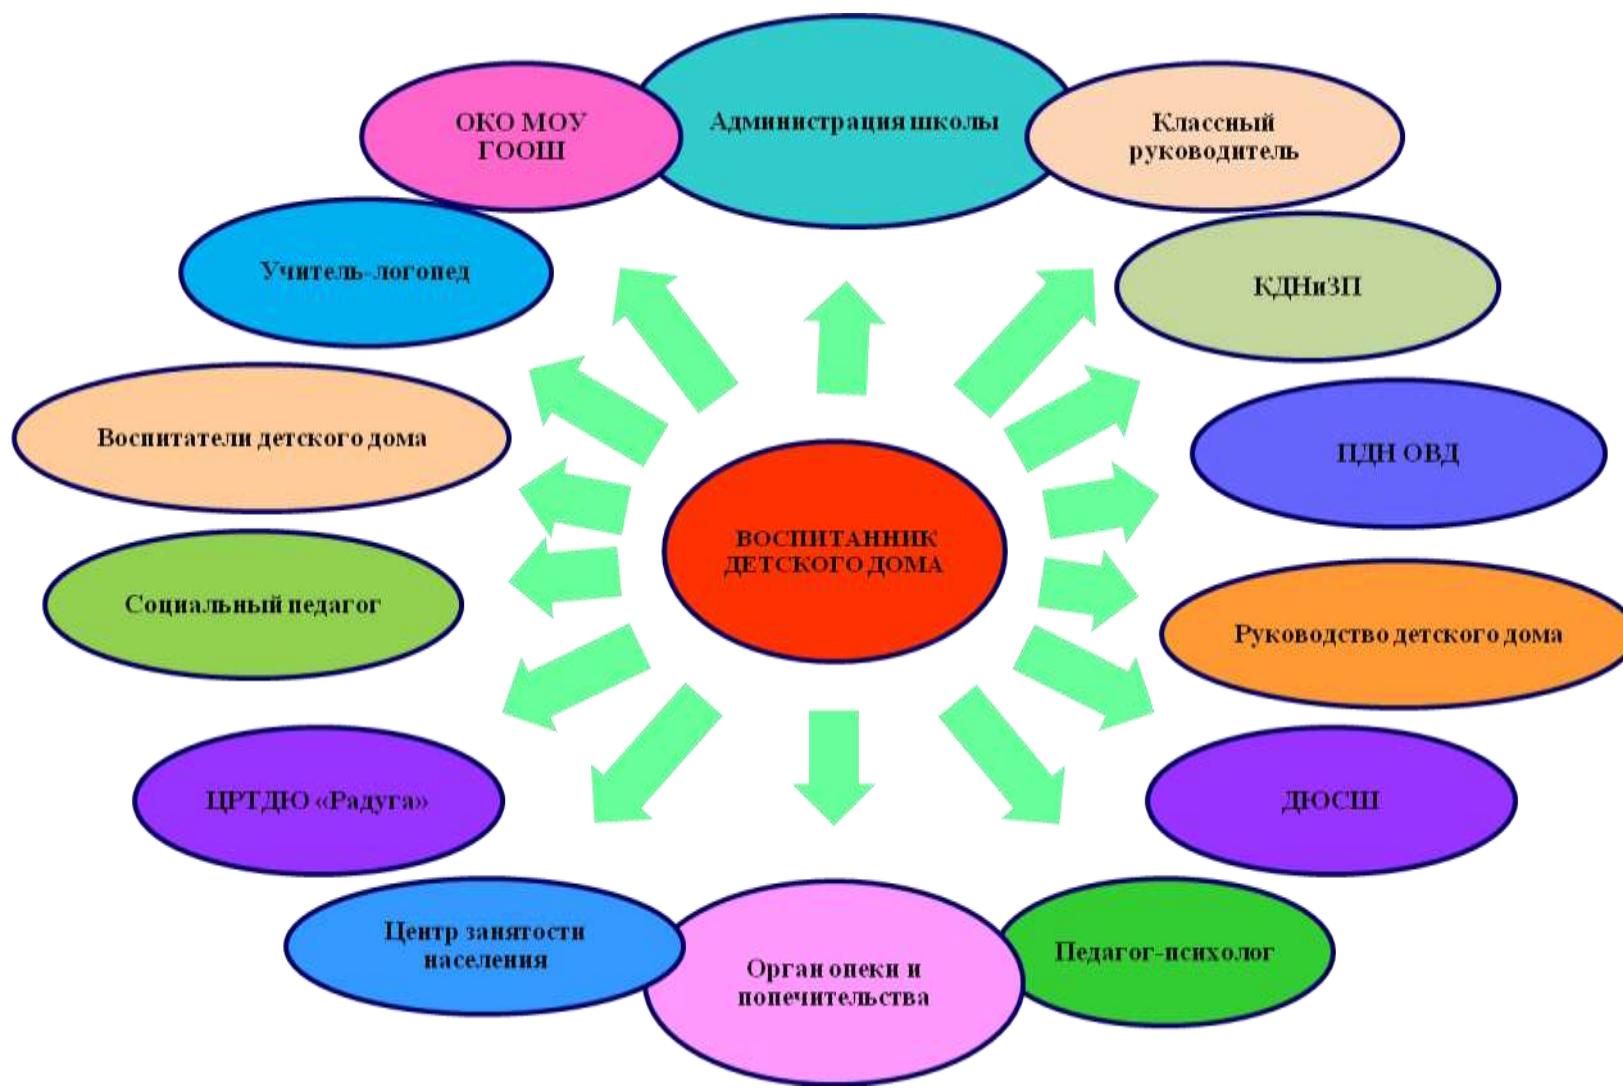 ОКО МОУ
ГООШ
Администрация школы
Классный
руководитель
Учитель-логопед
КДНиЗП
Воспитатели детского дома
ПДН ОВД
ВОСПИТАННИК
ДЕТСКОГО ДОМА
Социальный педагог
Руководство детского дома
ЦРТДЮ «Радуга»
ДЮСШ
Центр занятости
населения
Орган опеки и
попечительства
Педагог-психолог